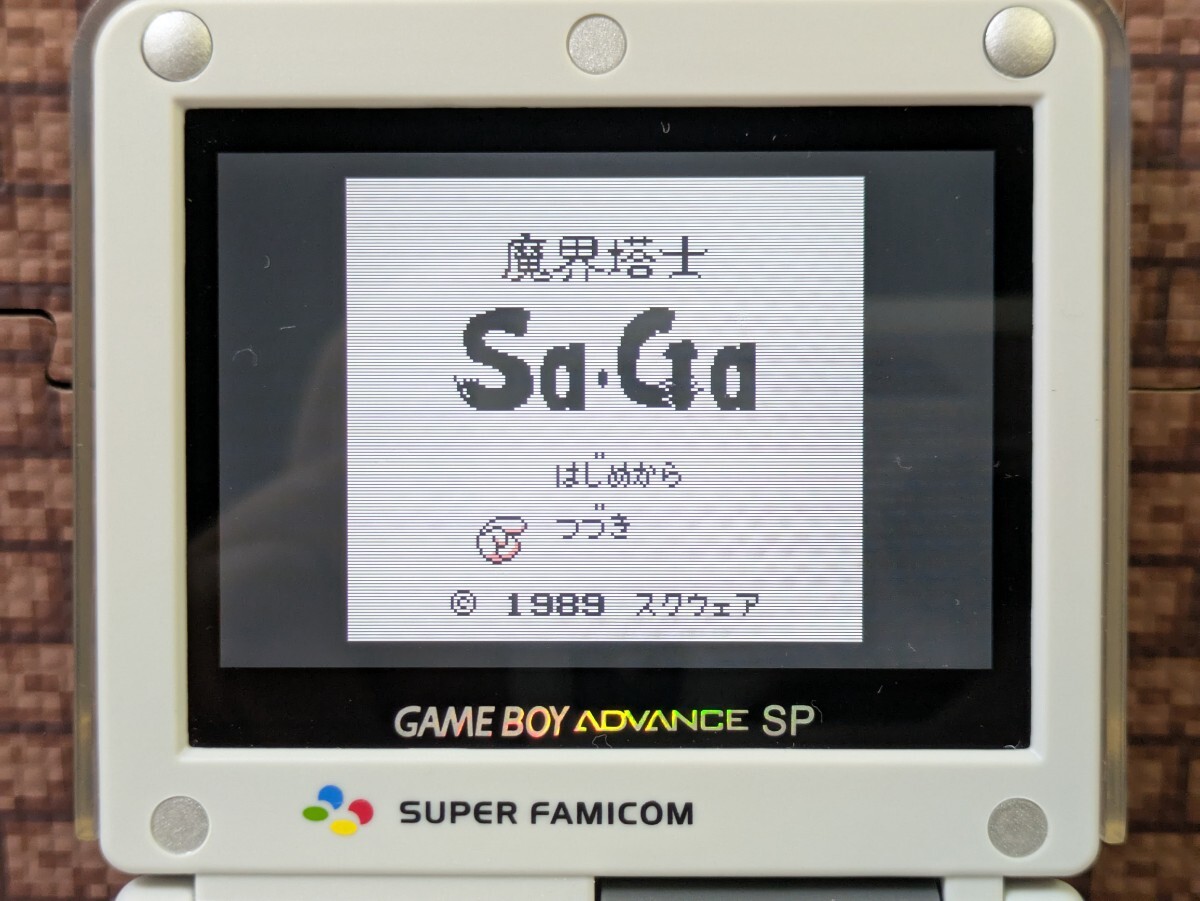 魔界塔士
Sa・Ga
はじめから
つづき
© 1989 スクウェア
GAME BOY ADVANCE SP
SUPER FAMICOM